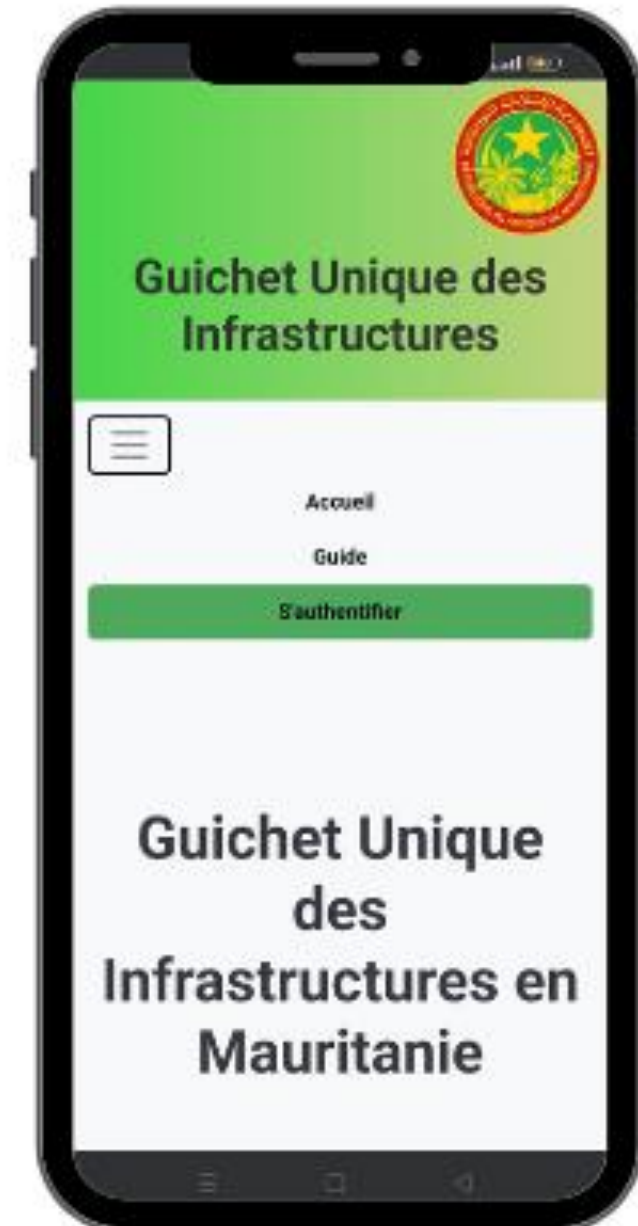 Guichet Unique des
Infrastructures
Accueil
Guide
S'authentifier
Guichet Unique
des
Infrastructures en
Mauritanie